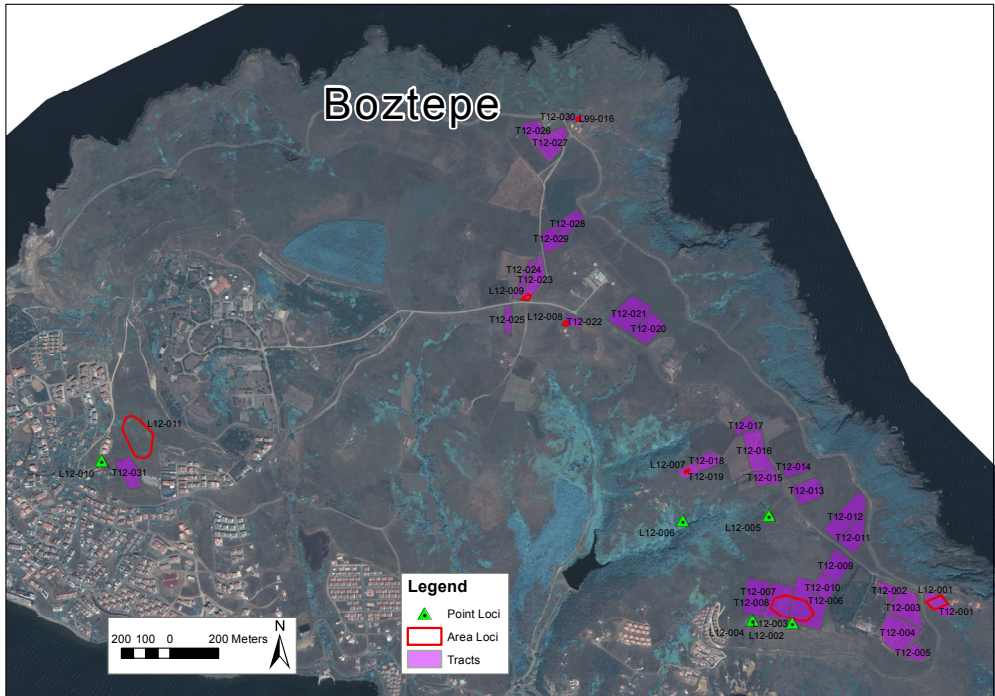 Boztepe
T12-030
L99-016
T12-026
T12-027
T12-028
T12-029
T12-024
T12-023
L12-009
T12-025
L12-008
T12-022
T12-021
T12-020
T12-017
T12-016
T12-014
T12-015
T12-018
L12-007
T12-019
T12-013
L12-011
L12-010
T12-031
L12-006
L12-005
T12-012
T12-011
T12-009
T12-010
T12-007
T12-008
T12-006
L12-003
L12-004
L12-002
T12-002
L12-001
T12-003
T12-001
T12-004
T12-005
Legend
Point Loci
Area Loci
Tracts
200 100 0 200 Meters
N